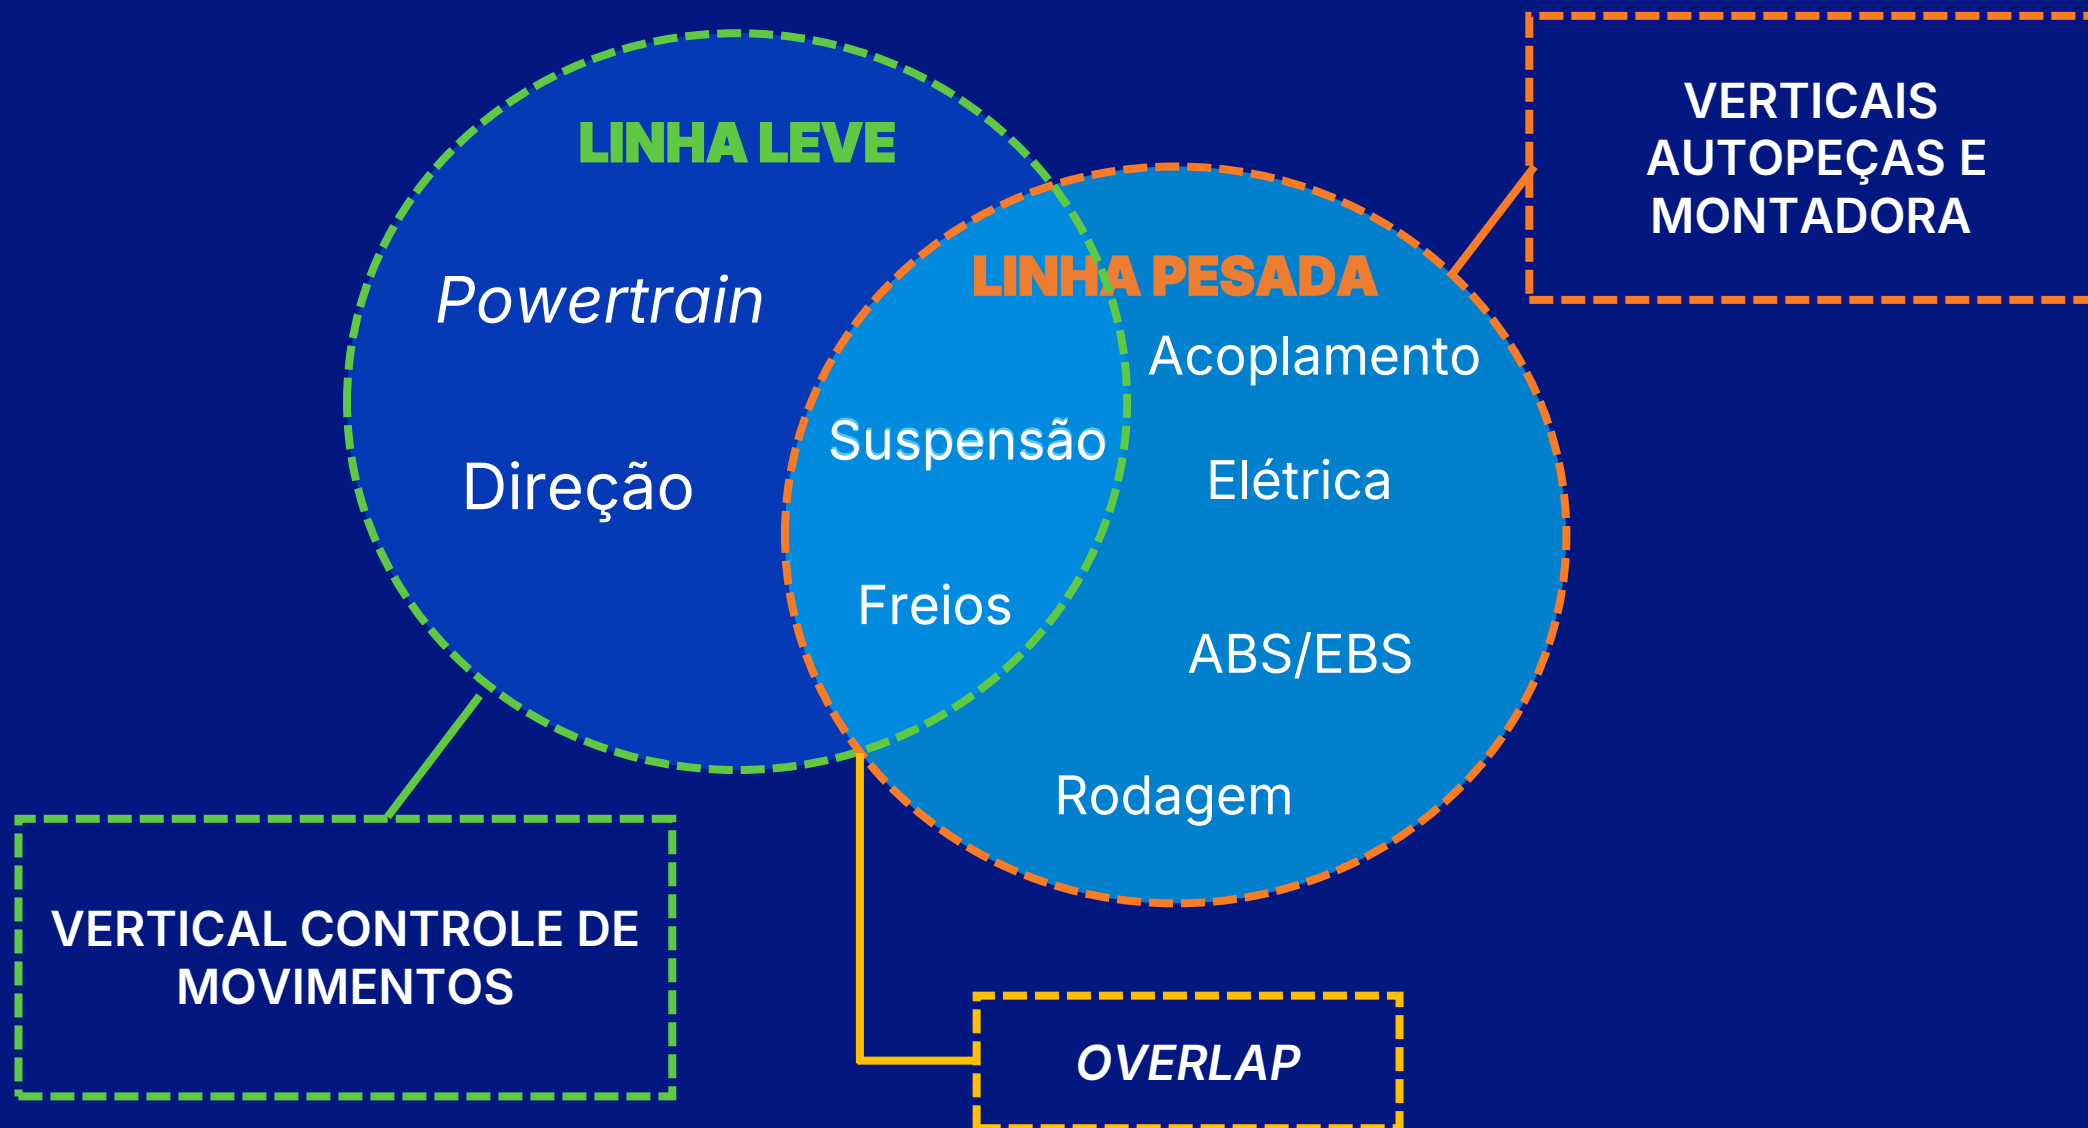 LINHA LEVE
Powertrain
Direção
LINHA PESADA
Suspensão
Freios
Acoplamento
Elétrica
ABS/EBS
Rodagem
VERTICAIS
AUTOPEÇAS E
MONTADORA
VERTICAL CONTROLE DE
MOVIMENTOS
OVERLAP